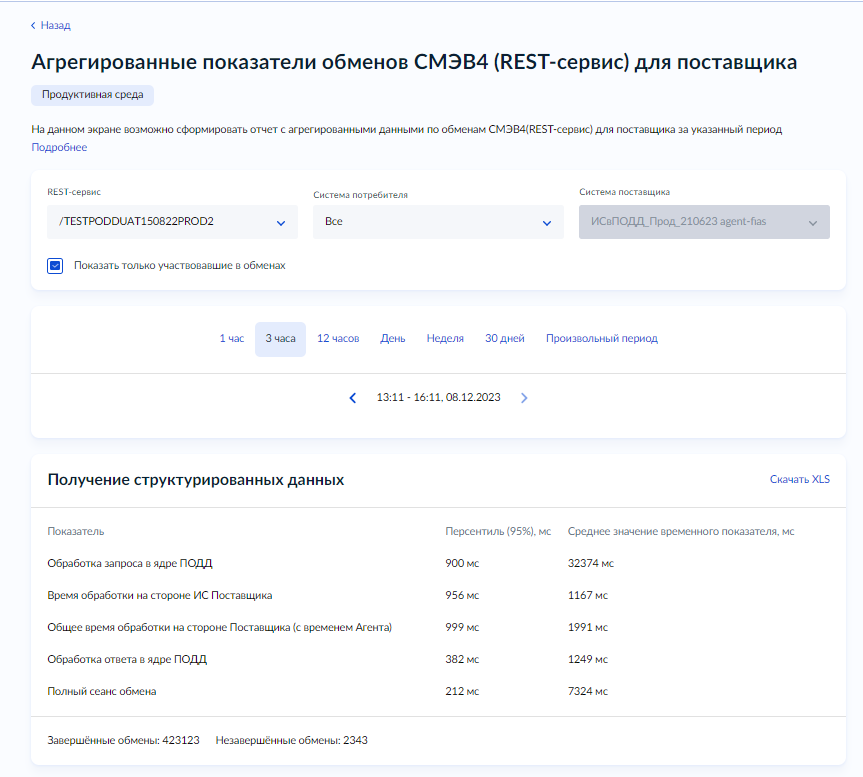 Назад
Агрегированные показатели обменов СМЭВ4 (REST-сервис) для поставщика
Продуктивная среда
На данном экране возможно сформировать отчет с агрегированными данными по обменам СМЭВ4(REST-сервис) для поставщика за указанный период
Подробнее
REST-сервис Система потребителя Система поставщика
/TESTPODDUAT150822PROD2 Все ИСвПОДД_Прод_210623 agent-fias
Показать только участвовавшие в обменах
1 час 3 часа 12 часов День Неделя 30 дней Произвольный период
13:11 - 16:11, 08.12.2023
Получение структурированных данных Скачать XLS
Показатель Персентиль (95%), мс Среднее значение временного показателя, мс
Обработка запроса в ядре ПОДД 900 мс 32374 мс
Время обработки на стороне ИС Поставщика 956 мс 1167 мс
Общее время обработки на стороне Поставщика (с временем Агента) 999 мс 1991 мс
Обработка ответа в ядре ПОДД 382 мс 1249 мс
Полный сеанс обмена 212 мс 7324 мс
Завершённые обмены: 423123 Незавершённые обмены: 2343